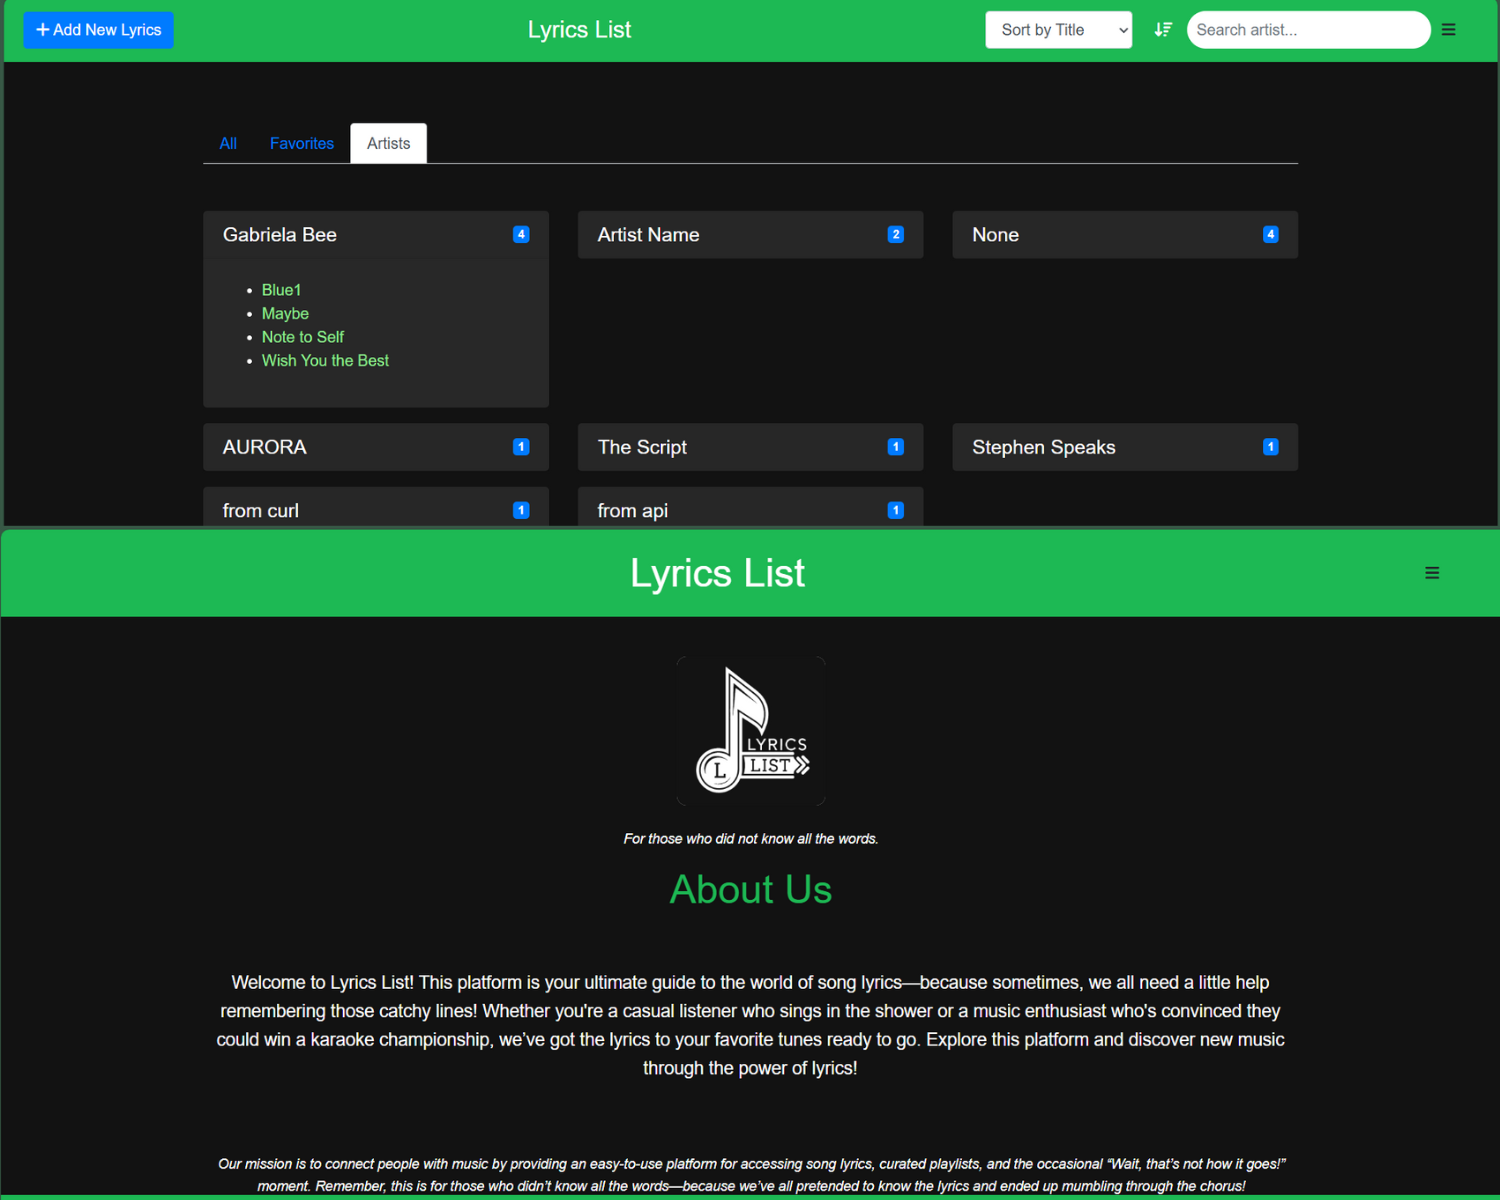 + Add New Lyrics Lyrics List Sort by Title Search artist...
All Favorites Artists
Gabriela Bee 4 Artist Name 2 None 4
Blue1
Maybe
Note to Self
Wish You the Best
AURORA 1 The Script 1 Stephen Speaks 1
from curl 1 from api 1
Lyrics List
LYRICS
L LIST
For those who did not know all the words.
About Us
Welcome to Lyrics List! This platform is your ultimate guide to the world of song lyrics—because sometimes, we all need a little help
remembering those catchy lines! Whether you're a casual listener who sings in the shower or a music enthusiast who's convinced they
could win a karaoke championship, we’ve got the lyrics to your favorite tunes ready to go. Explore this platform and discover new music
through the power of lyrics!
Our mission is to connect people with music by providing an easy-to-use platform for accessing song lyrics, curated playlists, and the occasional “Wait, that’s not how it goes!”
moment. Remember, this is for those who didn’t know all the words—because we’ve all pretended to know the lyrics and ended up mumbling through the chorus!